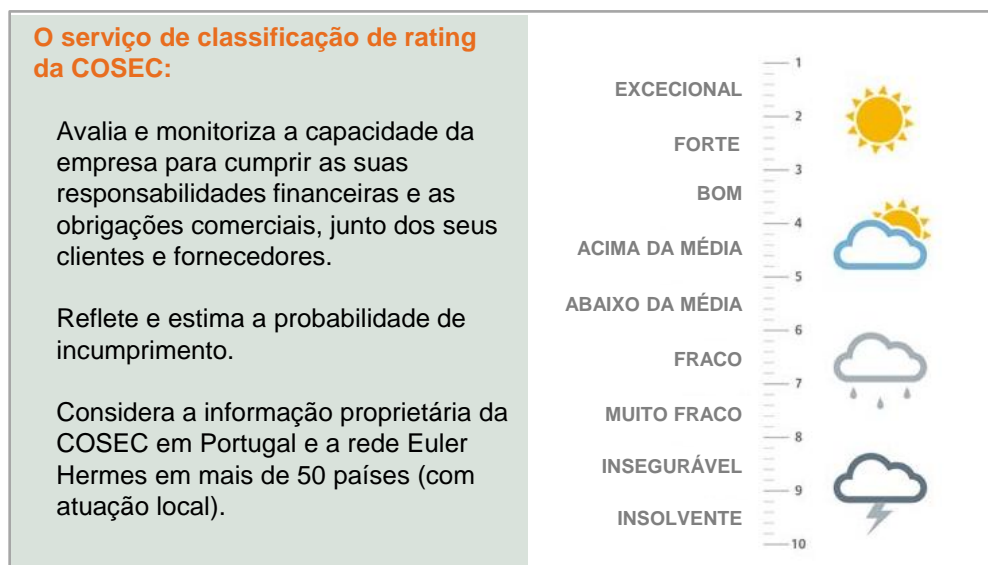 O serviço de classificação de rating
da COSEC:
Avalia e monitoriza a capacidade da
empresa para cumprir as suas
responsabilidades financeiras e as
obrigações comerciais, junto dos seus
clientes e fornecedores.
Reflete e estima a probabilidade de
incumprimento.
Considera a informação proprietária da
COSEC em Portugal e a rede Euler
Hermes em mais de 50 países (com
atuação local).
1
EXCECIONAL
2
FORTE
3
BOM
4
ACIMA DA MÉDIA
5
ABAIXO DA MÉDIA
6
FRACO
7
MUITO FRACO
8
INSEGURÁVEL
9
INSOLVENTE
10